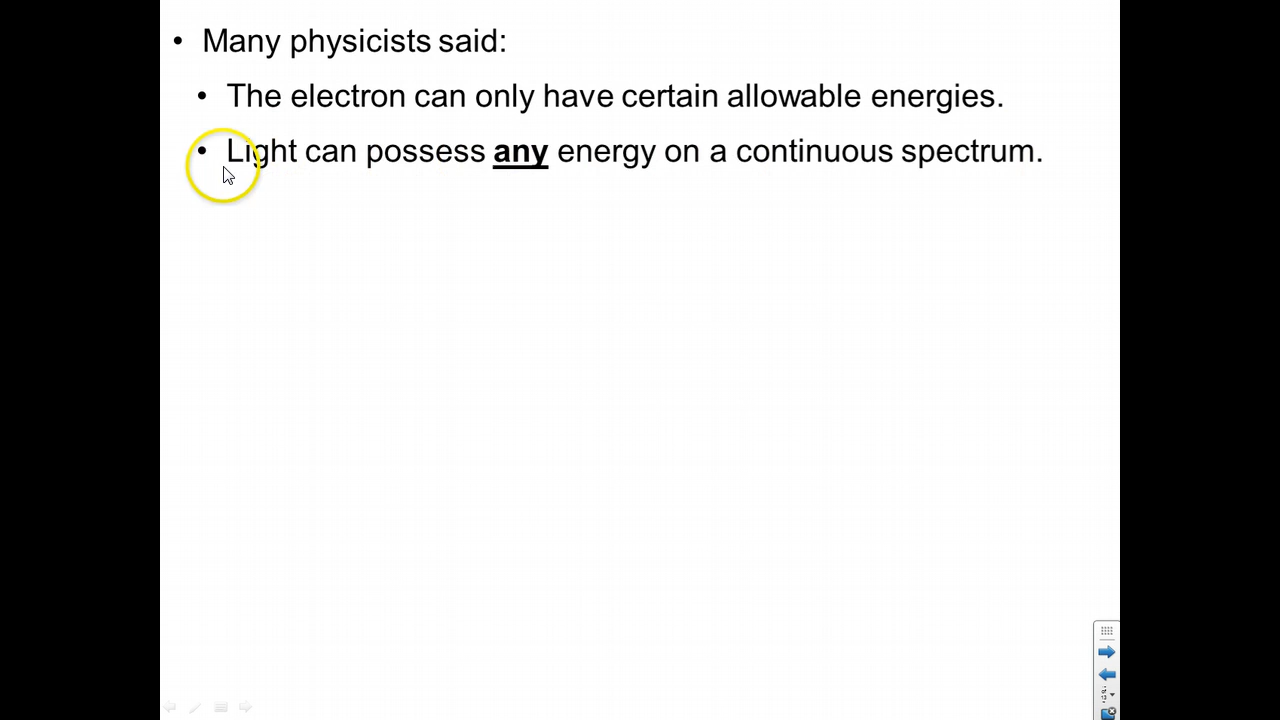 • Many physicists said:
• The electron can only have certain allowable energies.
• Light can possess any energy on a continuous spectrum.